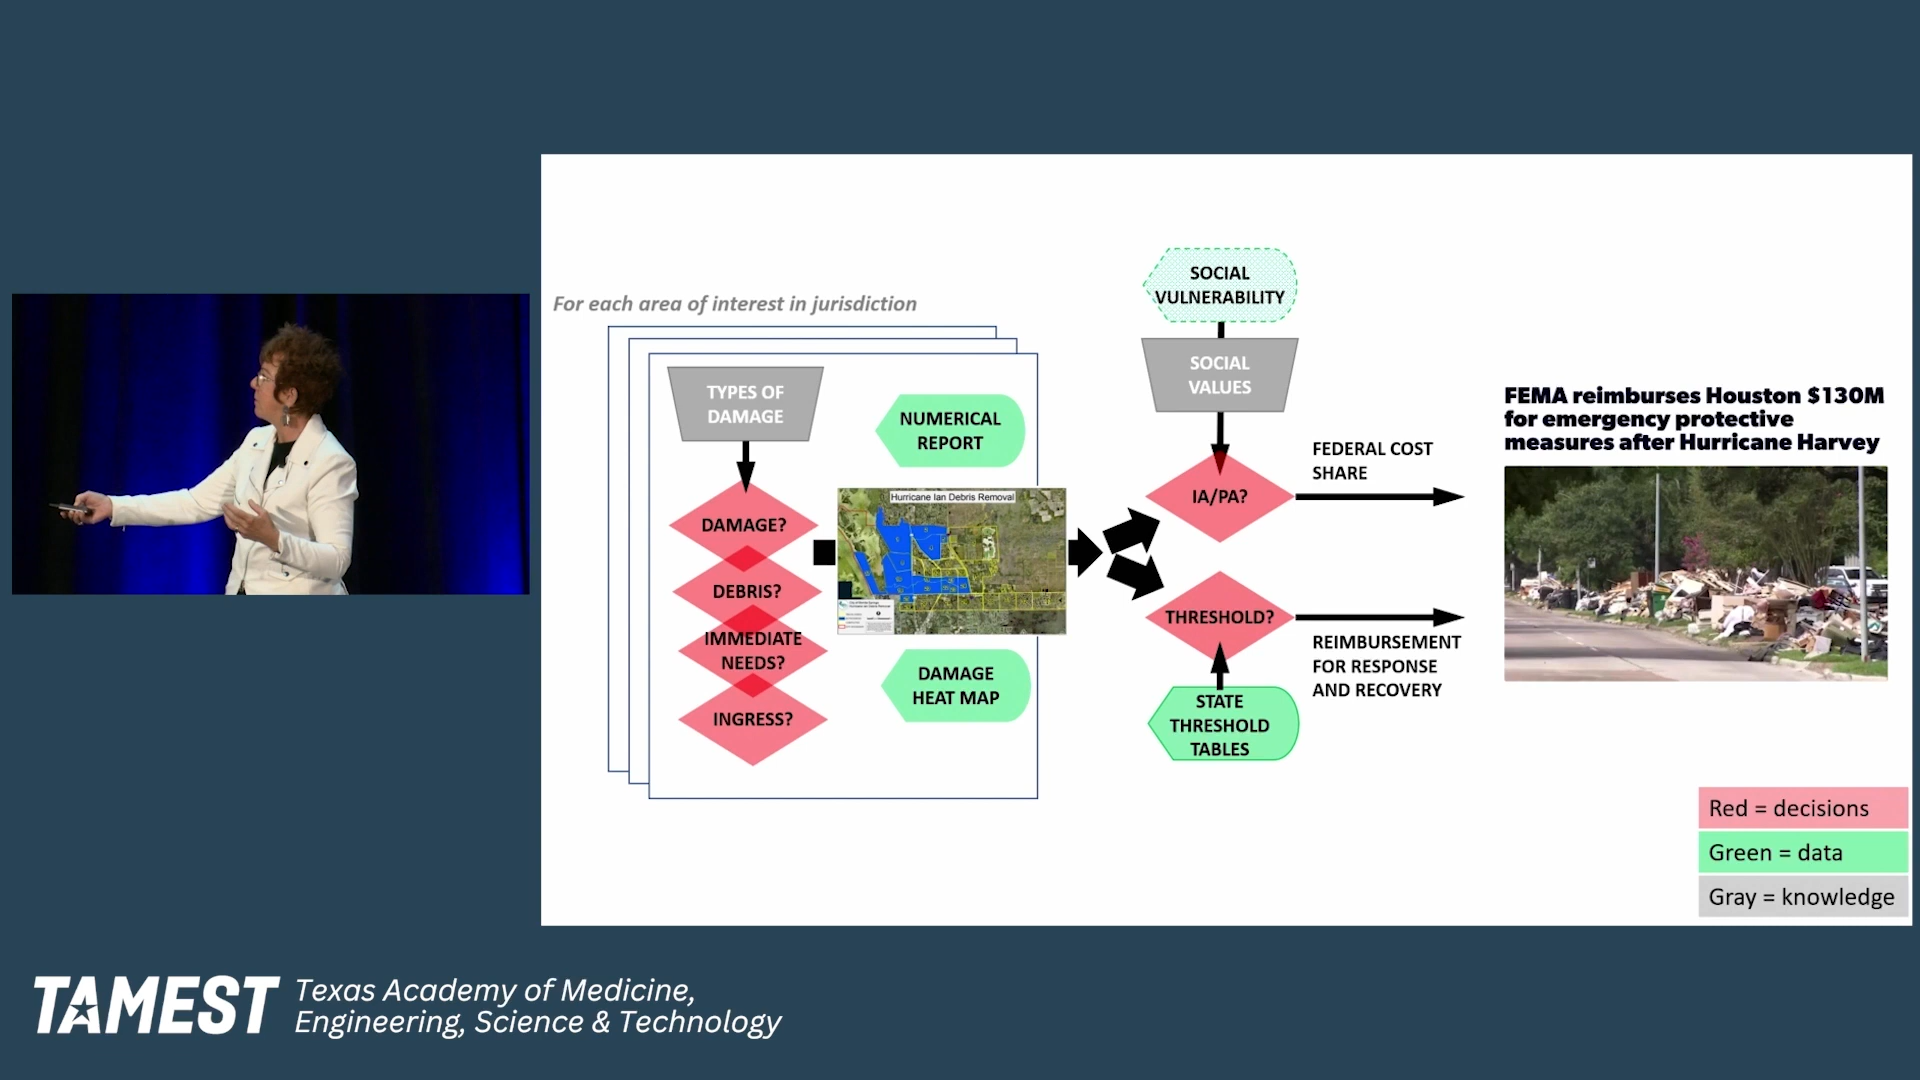 For each area of interest in jurisdiction
TYPES OF
DAMAGE
DAMAGE?
DEBRIS?
IMMEDIATE
NEEDS?
INGRESS?
NUMERICAL
REPORT
Hurricane Ian Debris Removal
DAMAGE
HEAT MAP
SOCIAL
VULNERABILITY
SOCIAL
VALUES
IA/PA?
THRESHOLD?
STATE
THRESHOLD
TABLES
FEDERAL COST
SHARE
REIMBURSEMENT
FOR RESPONSE
AND RECOVERY
FEMA reimburses Houston $130M
for emergency protective
measures after Hurricane Harvey
Red = decisions
Green = data
Gray = knowledge
TAMEST
Texas Academy of Medicine,
Engineering, Science & Technology